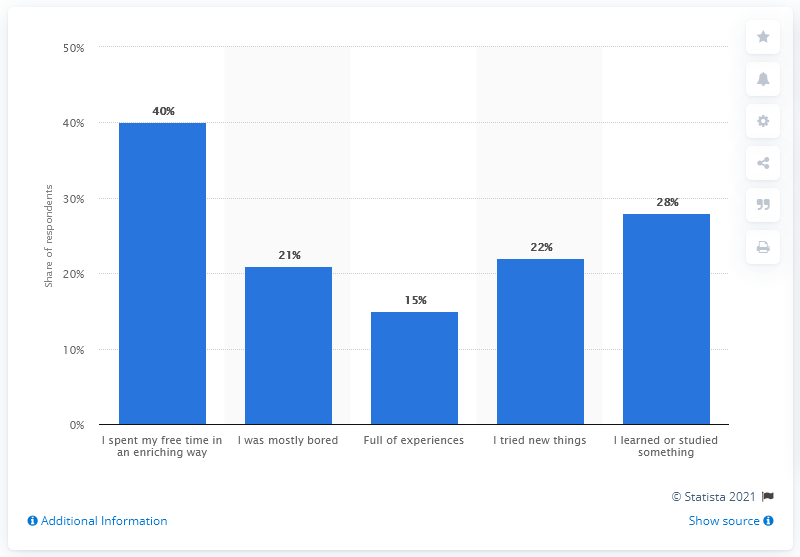 50%
40%
30%
20%
10%
0%
Share of respondents
40%
21%
15%
22%
28%
I spent my free time in
an enriching way
I was mostly bored
Full of experiences
I tried new things
I learned or studied
something
© Statista 2021
Additional Information
Show source